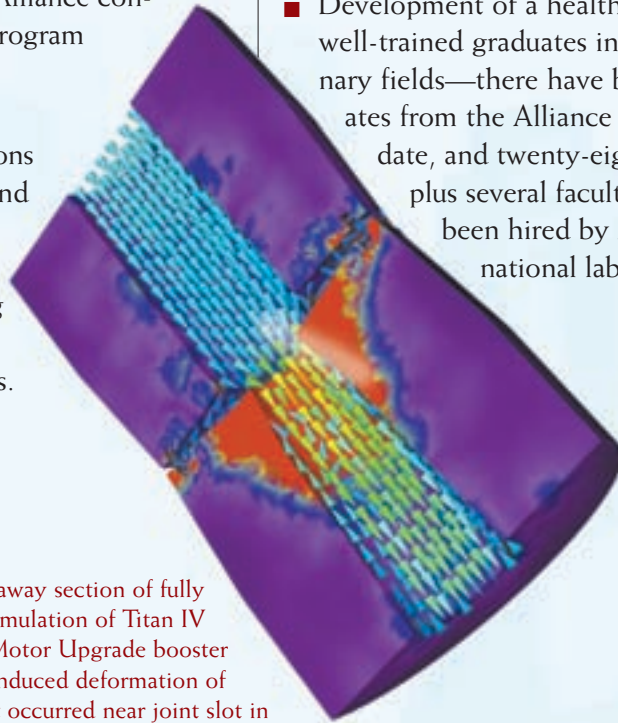 Alliance con-
rogram
ons
nd
g
s.
Development of a health
well-trained graduates in
nary fields—there have b
ates from the Alliance
date, and twenty-eig
plus several facult
been hired by
national lab
away section of fully
mulation of Titan IV
Motor Upgrade booster
nduced deformation of
occurred near joint slot in